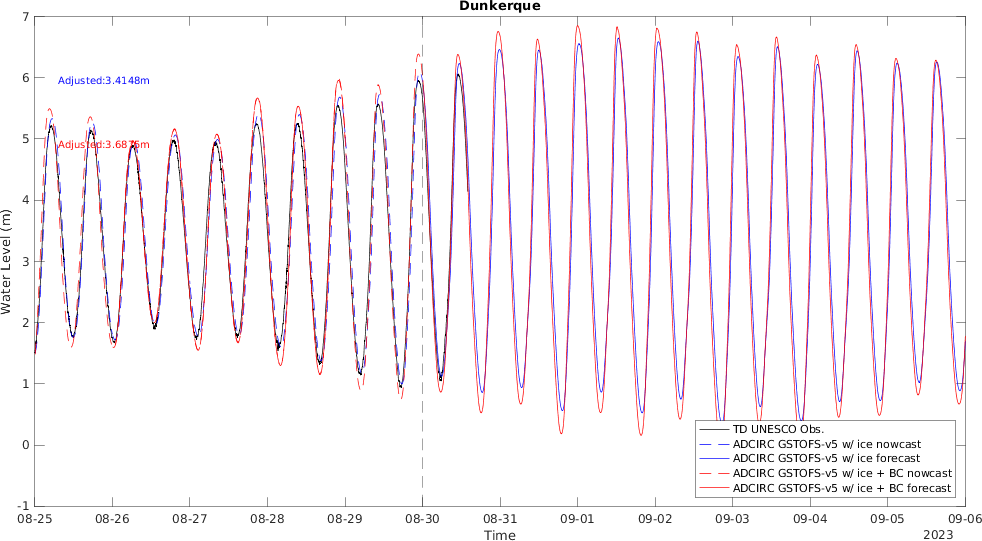 Dunkerque
7
6
5
4
3
2
1
0
-1
Water Level (m)
Adjusted:3.4148m
Adjusted:3.6875m
TD UNESCO Obs.
ADCIRC GSTOFS-v5 w/ ice nowcast
ADCIRC GSTOFS-v5 w/ ice forecast
ADCIRC GSTOFS-v5 w/ ice + BC nowcast
ADCIRC GSTOFS-v5 w/ ice + BC forecast
08-25 08-26 08-27 08-28 08-29 08-30 08-31 09-01 09-02 09-03 09-04 09-05 09-06
Time
2023